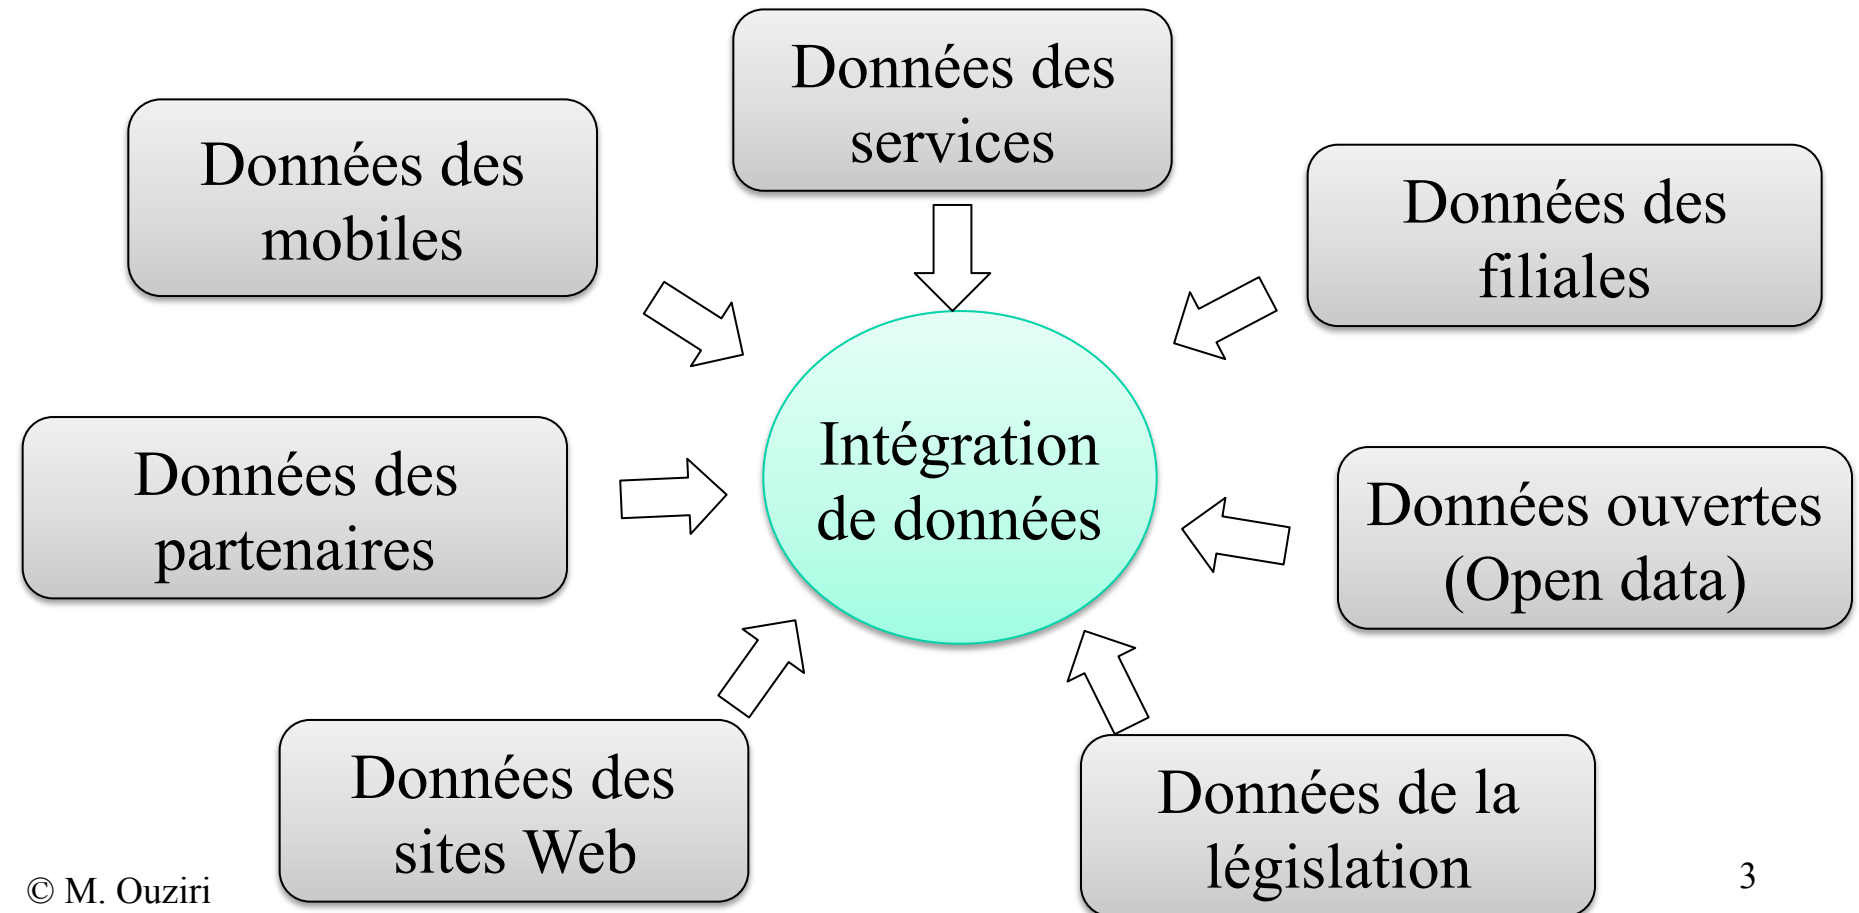 Données des
services
Données des
mobiles
Données des
filiales
Intégration
de données
Données des
partenaires
Données ouvertes
(Open data)
Données des
sites Web
Données de la
législation
© M. Ouziri
3